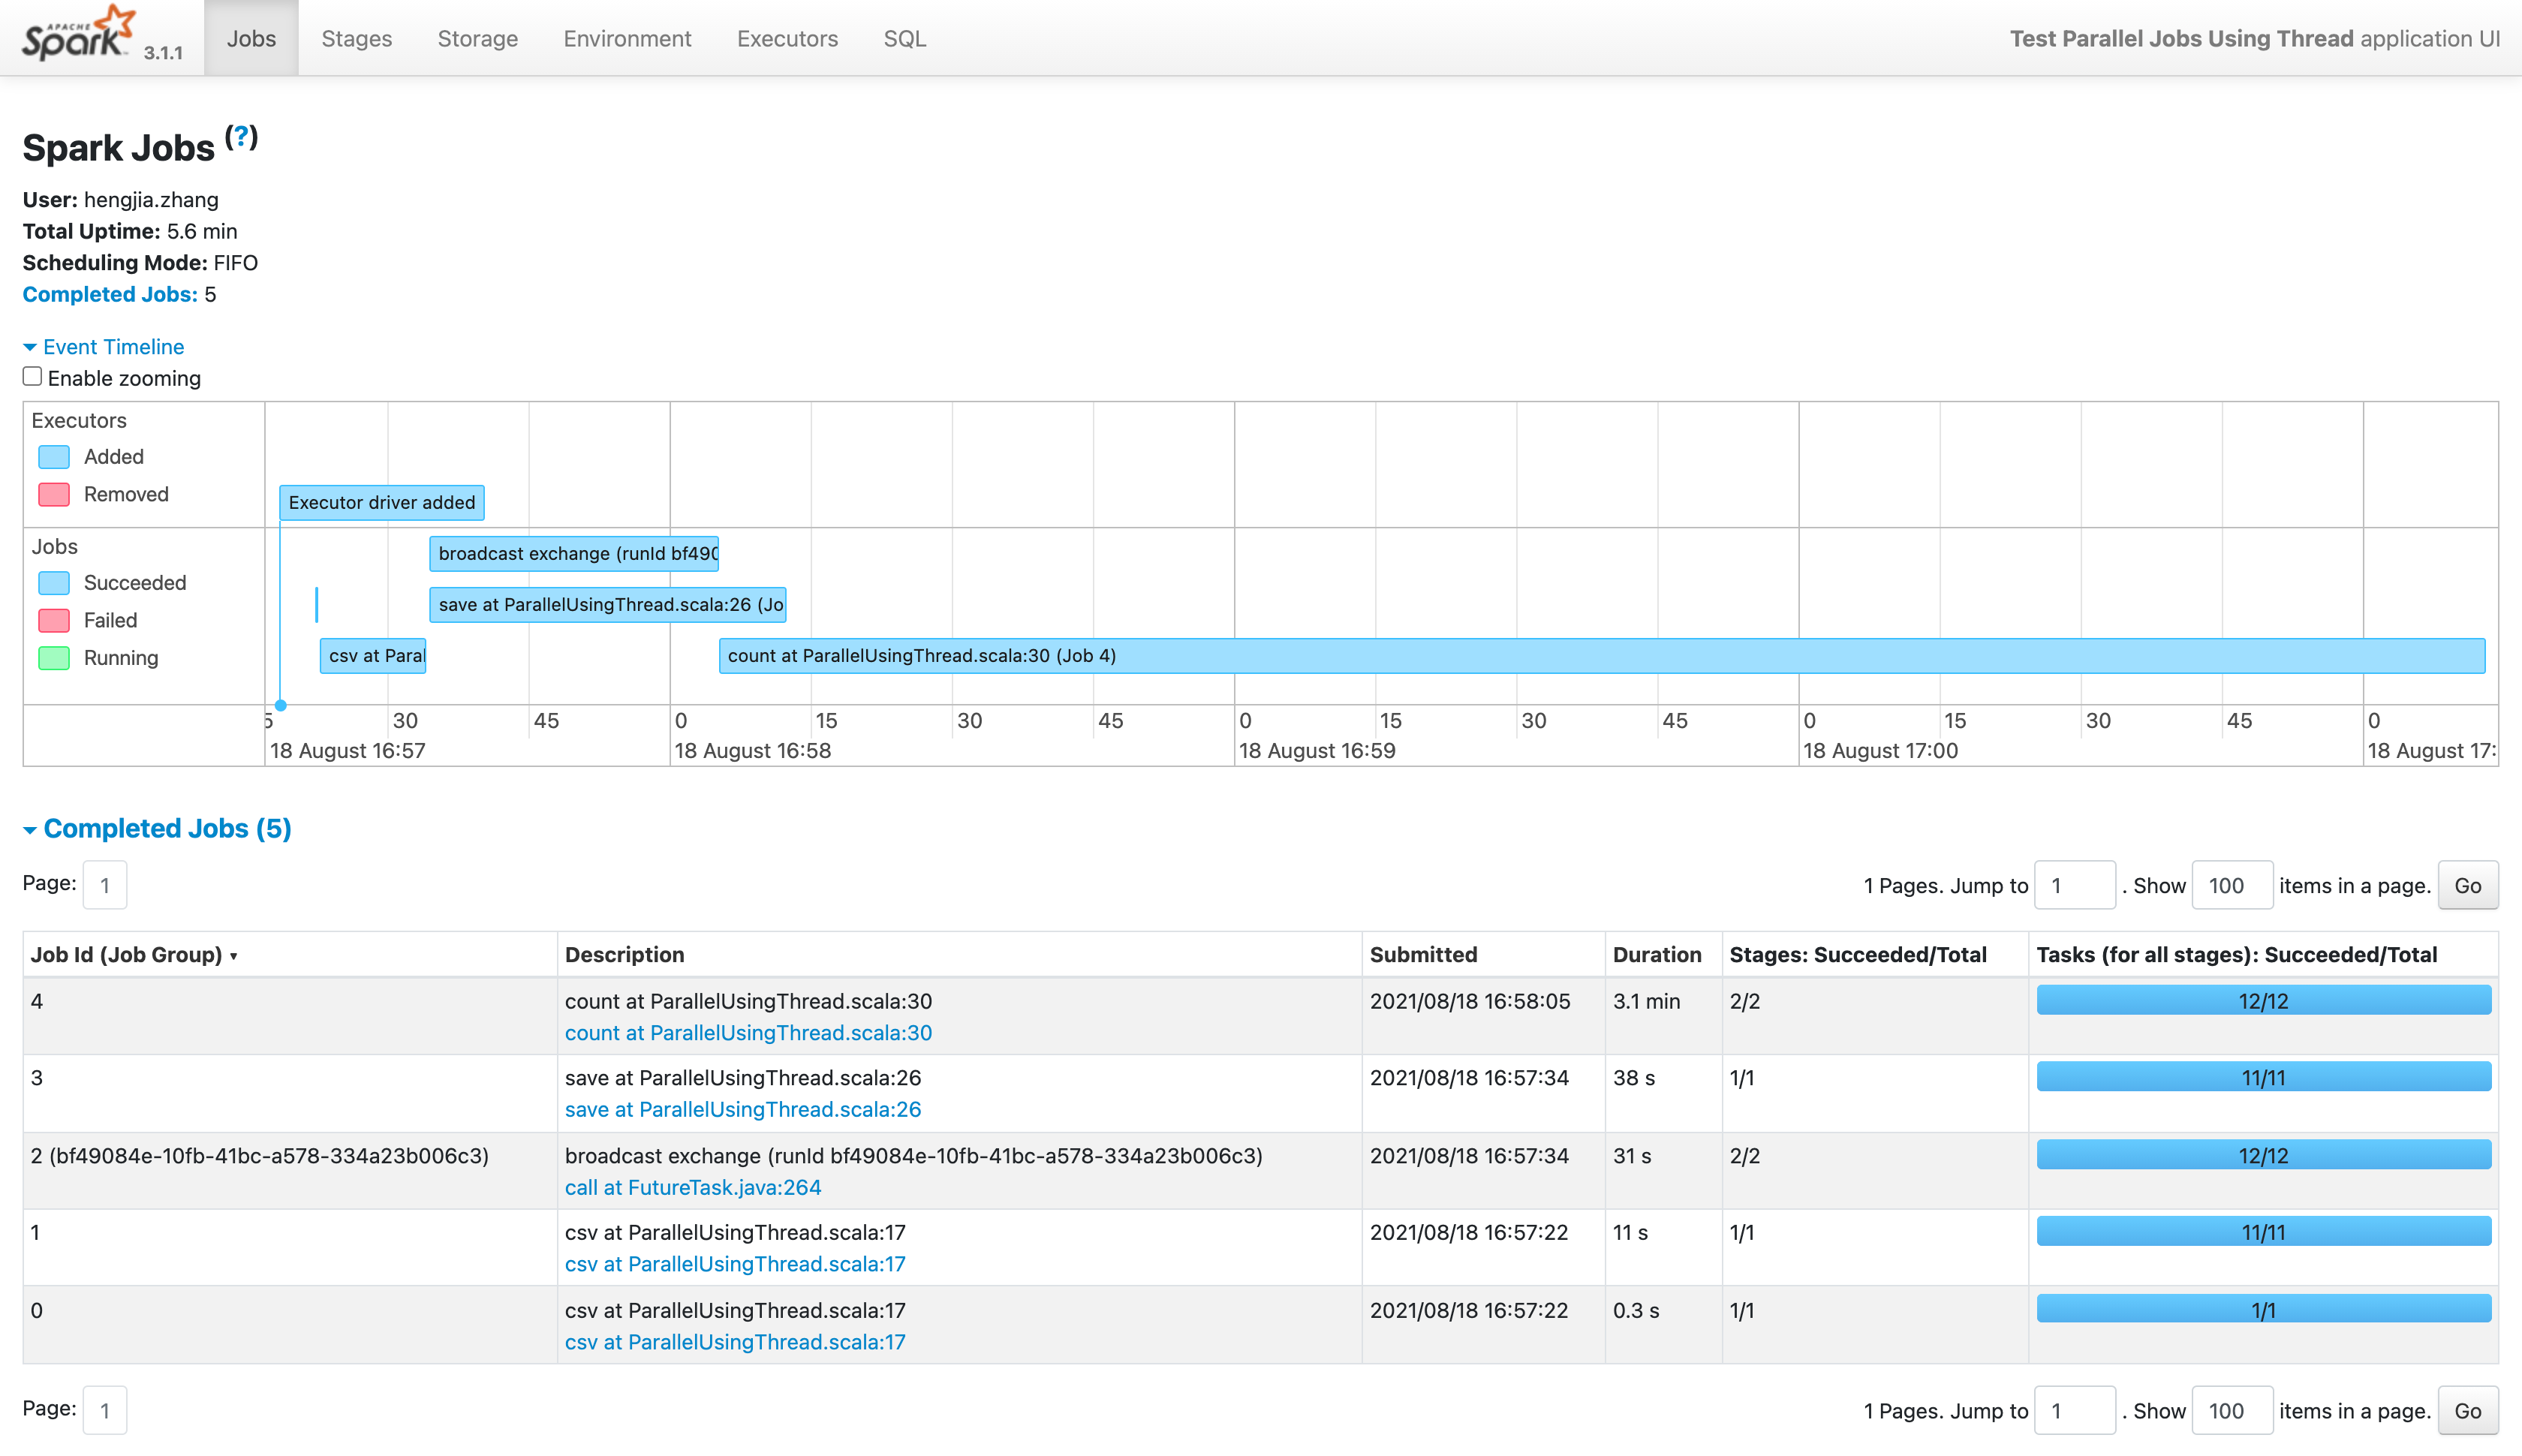 APACHE Spark 3.1.1 Jobs Stages Storage Environment Executors SQL Test Parallel Jobs Using Thread application UI
Spark Jobs (?)
User: hengjia.zhang
Total Uptime: 5.6 min
Scheduling Mode: FIFO
Completed Jobs: 5
Event Timeline
Enable zooming
Executors
Added
Removed
Executor driver added
Jobs
Succeeded
Failed
Running
broadcast exchange (runId bf490
save at ParallelUsingThread.scala:26 (Jo
csv at Paral
count at ParallelUsingThread.scala:30 (Job 4)
5 30 45 0 15 30 45 0 15 30 45 0 15 30 45 0
18 August 16:57 18 August 16:58 18 August 16:59 18 August 17:00 18 August 17:
Completed Jobs (5)
Page: 1 1 Pages. Jump to 1 . Show 100 items in a page. Go
Job Id (Job Group) ▾ Description Submitted Duration Stages: Succeeded/Total Tasks (for all stages): Succeeded/Total
4 count at ParallelUsingThread.scala:30 2021/08/18 16:58:05 3.1 min 2/2 12/12
count at ParallelUsingThread.scala:30
3 save at ParallelUsingThread.scala:26 2021/08/18 16:57:34 38 s 1/1 11/11
save at ParallelUsingThread.scala:26
2 (bf49084e-10fb-41bc-a578-334a23b006c3) broadcast exchange (runId bf49084e-10fb-41bc-a578-334a23b006c3) 2021/08/18 16:57:34 31 s 2/2 12/12
call at FutureTask.java:264
1 csv at ParallelUsingThread.scala:17 2021/08/18 16:57:22 11 s 1/1 11/11
csv at ParallelUsingThread.scala:17
0 csv at ParallelUsingThread.scala:17 2021/08/18 16:57:22 0.3 s 1/1 1/1
csv at ParallelUsingThread.scala:17
Page: 1 1 Pages. Jump to 1 . Show 100 items in a page. Go